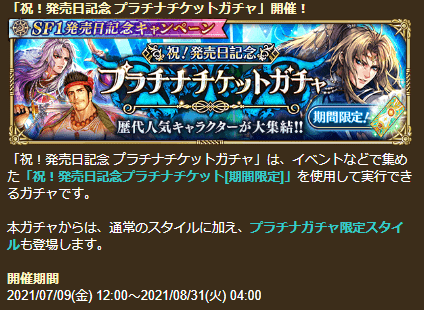 「祝！発売日記念 プラチナチケットガチャ」開催！
SF1発売日記念キャンペーン
祝！発売日記念
プラチナチケットガチャ
歴代人気キャラクターが大集結!!
期間限定!
「祝！発売日記念 プラチナチケットガチャ」は、イベントなどで集め
た「祝！発売日記念プラチナチケット[期間限定]」を使用して実行でき
るガチャです。
本ガチャからは、通常のスタイルに加え、プラチナガチャ限定スタイ
ルも登場します。
開催期間
2021/07/09(金) 12:00～2021/08/31(火) 04:00